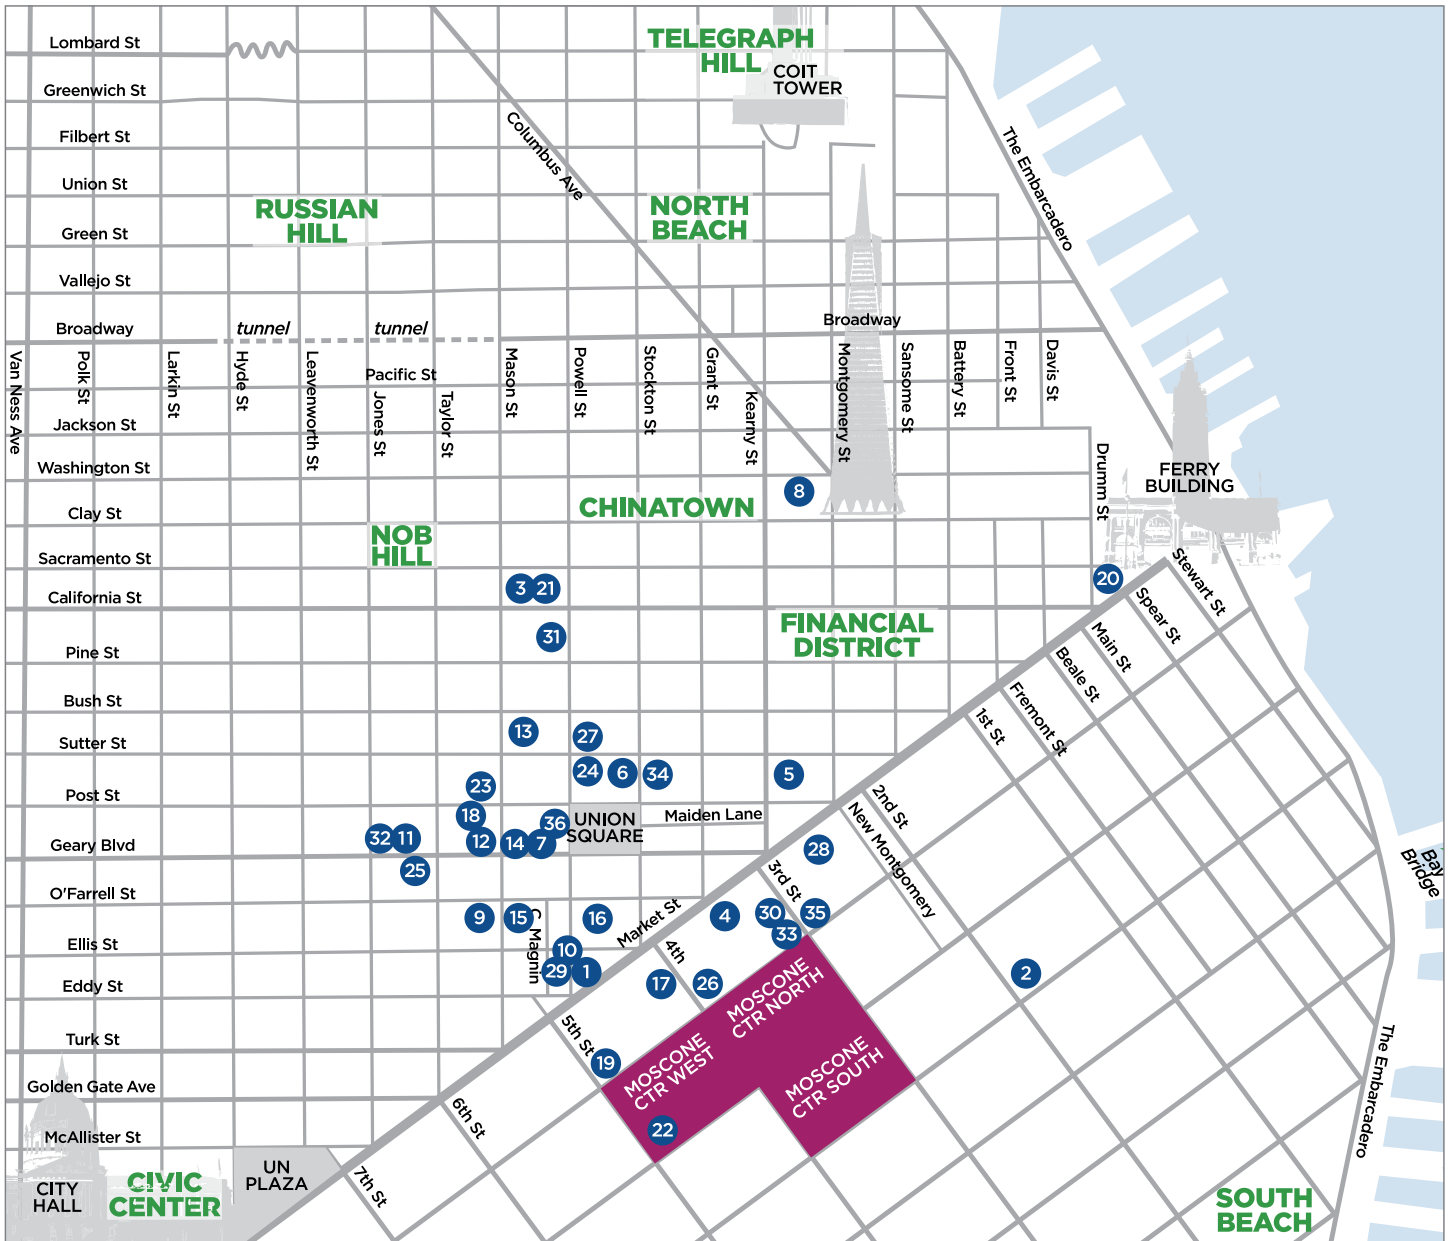 Lombard St
Greenwich St
Filbert St
Union St
Green St
Vallejo St
Broadway
tunnel
tunnel
Broadway
TELEGRAPH
HILL
COIT
TOWER
Columbus Ave
The Embarcadero
RUSSIAN
HILL
NORTH
BEACH
Van Ness Ave
Polk St
Larkin St
Hyde St
Leavenworth St
Jones St
Pacific St
Taylor St
Mason St
Powell St
Stockton St
Grant St
Kearny St
Montgomery St
Sansome St
Battery St
Front St
Davis St
Drumm St
Jackson St
Washington St
Clay St
Sacramento St
California St
Pine St
Bush St
Sutter St
Post St
Geary Blvd
O'Farrell St
Ellis St
Eddy St
Turk St
Golden Gate Ave
McAllister St
FERRY
BUILDING
CHINATOWN
NOB
HILL
FINANCIAL
DISTRICT
8
20
3
21
31
13
27
24
6
34
5
23
18
36
32
11
12
14
7
25
28
9
15
16
4
30
35
33
10
29
1
17
26
2
19
22
UNION
SQUARE
Maiden Lane
C Magnin
Market St
Stewart St
Spear St
Main St
Beale St
Fremont St
1st St
2nd St
New Montgomery
3rd St
4th
5th St
6th St
7th St
MOSCONE
CTR NORTH
MOSCONE
CTR WEST
MOSCONE
CTR SOUTH
Bay
Bridge
The Embarcadero
CITY
HALL
CIVIC
CENTER
UN
PLAZA
SOUTH
BEACH